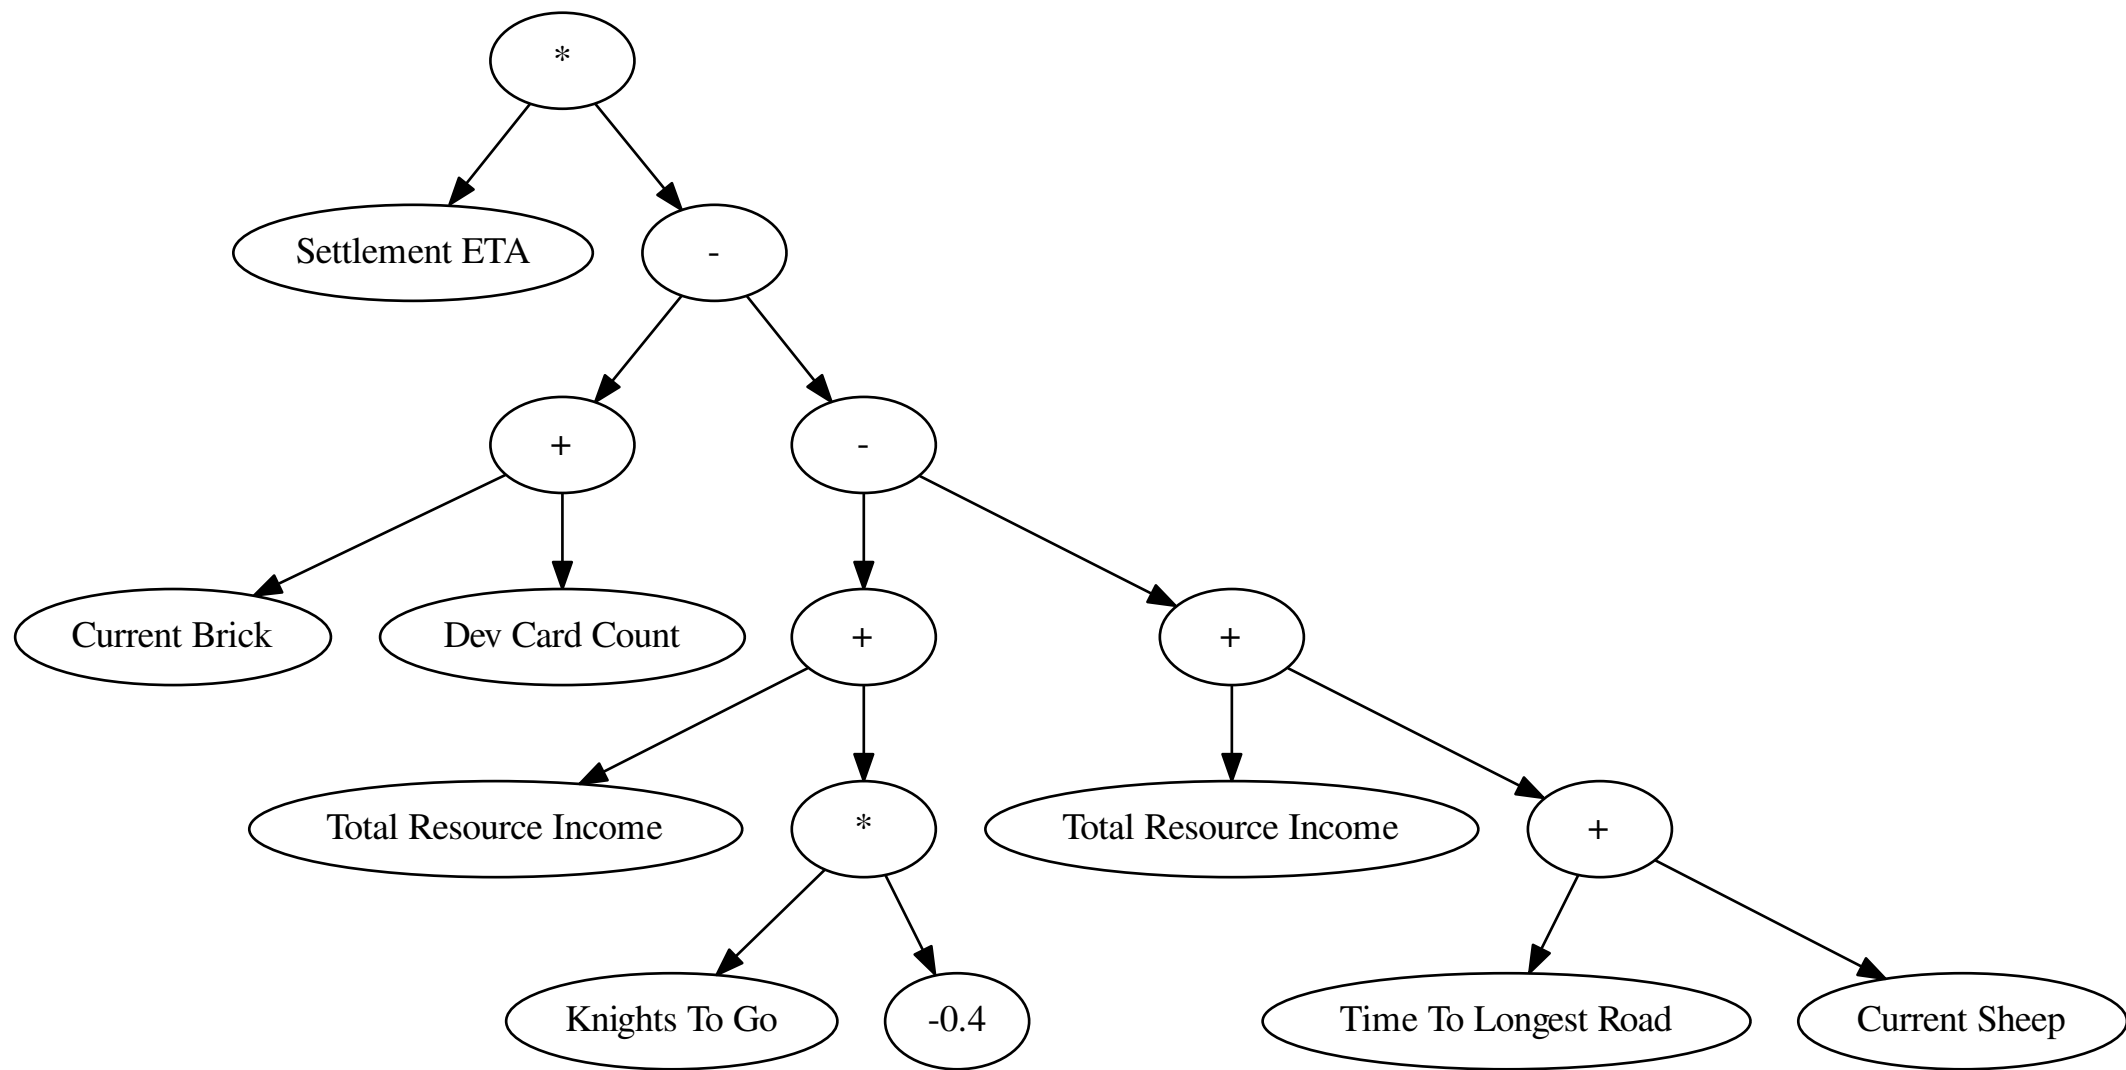 *
Settlement ETA
-
+
-
Current Brick
Dev Card Count
+
+
Total Resource Income
*
Total Resource Income
+
Knights To Go
-0.4
Time To Longest Road
Current Sheep